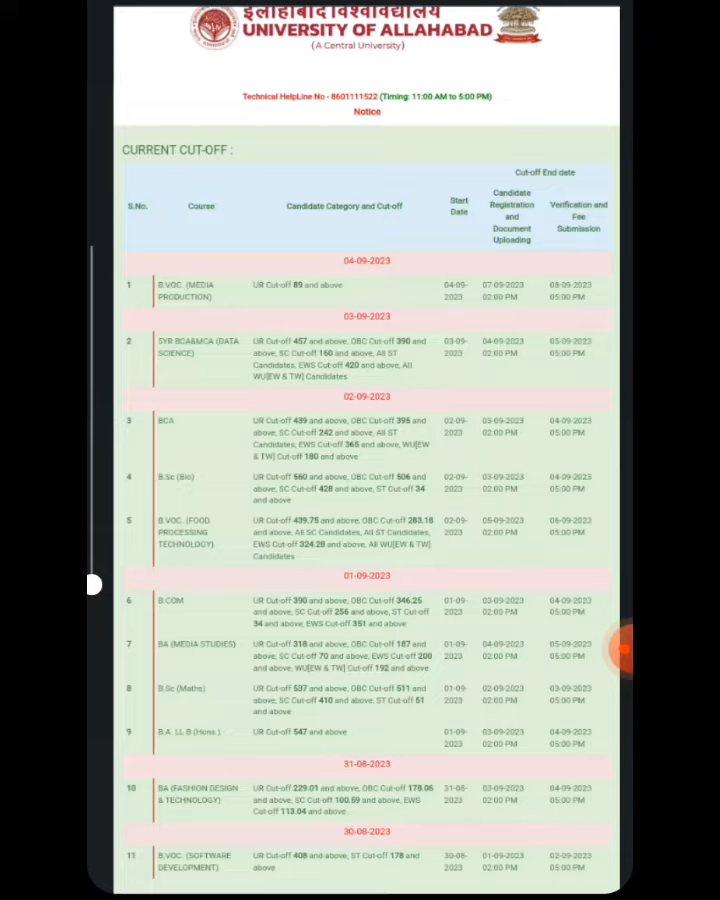 इलाहाबाद विश्वविद्यालय
UNIVERSITY OF ALLAHABAD
(A Central University)
Technical HelpLine No - 8601111522 (Timing: 11:00 AM to 5:00 PM)
Notice
CURRENT CUT-OFF :
Cut-off End date
S.No. Course Candidate Category and Cut-off Start Date Candidate Registration and Document Uploading Verification and Fee Submission
04-09-2023
1 B.VOC. (MEDIA UR Cut-off 89 and above 04-09- 07-09-2023 08-09-2023
PRODUCTION) 2023 02:00 PM 05:00 PM
03-09-2023
2 5YR BCA&MCA (DATA UR Cut-off 457 and above, OBC Cut-off 390 and 03-09- 04-09-2023 05-09-2023
SCIENCE) above, SC Cut-off 160 and above, All ST 2023 02:00 PM 05:00 PM
Candidates, EWS Cut-off 420 and above, All
WU[EW & TW] Candidates
02-09-2023
3 BCA UR Cut-off 439 and above, OBC Cut-off 395 and 02-09- 03-09-2023 04-09-2023
above, SC Cut-off 242 and above, All ST 2023 02:00 PM 05:00 PM
Candidates, EWS Cut-off 365 and above, WU[EW
& TW] Cut-off 180 and above
4 B.Sc (Bio) UR Cut-off 560 and above, OBC Cut-off 506 and 02-09- 03-09-2023 04-09-2023
above, SC Cut-off 428 and above, ST Cut-off 34 2023 02:00 PM 05:00 PM
and above
5 B.VOC. (FOOD UR Cut-off 439.75 and above, OBC Cut-off 283.18 02-09- 05-09-2023 06-09-2023
PROCESSING and above, All SC Candidates, All ST Candidates, 2023 02:00 PM 05:00 PM
TECHNOLOGY) EWS Cut-off 324.28 and above, All WU[EW & TW]
Candidates
01-09-2023
6 B.COM UR Cut-off 390 and above, OBC Cut-off 346.25 01-09- 03-09-2023 04-09-2023
and above, SC Cut-off 256 and above, ST Cut-off 2023 02:00 PM 05:00 PM
34 and above, EWS Cut-off 351 and above
7 BA (MEDIA STUDIES) UR Cut-off 318 and above, OBC Cut-off 187 and 01-09- 04-09-2023 05-09-2023
above, SC Cut-off 70 and above, EWS Cut-off 200 2023 02:00 PM 05:00 PM
and above, WU[EW & TW] Cut-off 192 and above
8 B.Sc (Maths) UR Cut-off 537 and above, OBC Cut-off 511 and 01-09- 02-09-2023 03-09-2023
above, SC Cut-off 410 and above, ST Cut-off 51 2023 02:00 PM 05:00 PM
and above
9 B.A. LL B (Hons.) UR Cut-off 547 and above 01-09- 03-09-2023 04-09-2023
2023 02:00 PM 05:00 PM
31-08-2023
10 BA (FASHION DESIGN UR Cut-off 229.01 and above, OBC Cut-off 178.06 31-08- 03-09-2023 04-09-2023
& TECHNOLOGY) and above, SC Cut-off 100.59 and above, EWS 2023 02:00 PM 05:00 PM
Cut-off 113.04 and above
30-08-2023
11 B.VOC. (SOFTWARE UR Cut-off 408 and above, ST Cut-off 178 and 30-08- 01-09-2023 02-09-2023
DEVELOPMENT) above 2023 02:00 PM 05:00 PM